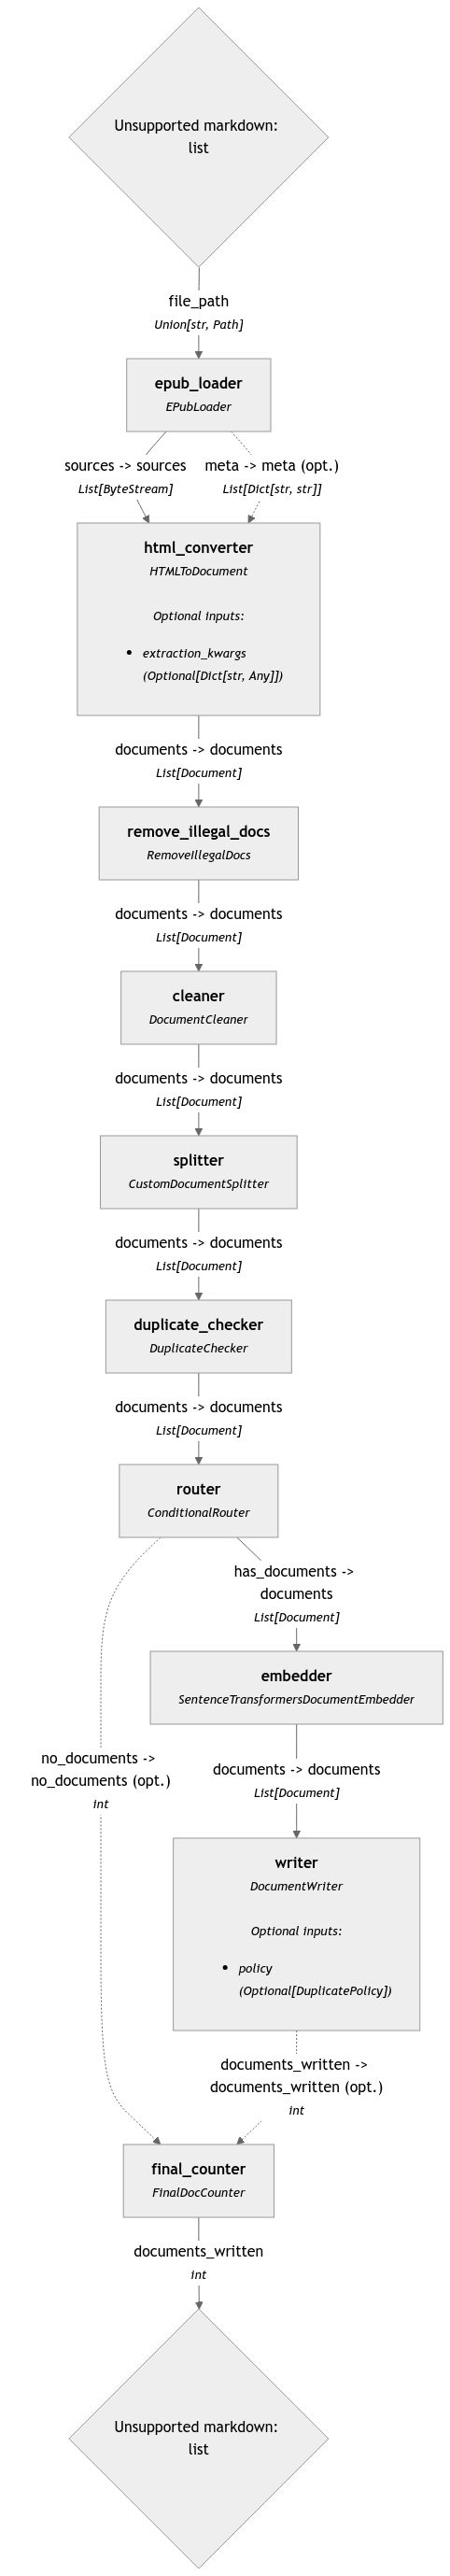 Unsupported markdown:
list
file_path
Union[str, Path]
epub_loader
EPubLoader
sources -> sources
List[ByteStream]
meta -> meta (opt.)
List[Dict[str, str]]
html_converter
HTMLToDocument
Optional inputs:
• extraction_kwargs
(Optional[Dict[str, Any]])
documents -> documents
List[Document]
remove_illegal_docs
RemoveIllegalDocs
documents -> documents
List[Document]
cleaner
DocumentCleaner
documents -> documents
List[Document]
splitter
CustomDocumentSplitter
documents -> documents
List[Document]
duplicate_checker
DuplicateChecker
documents -> documents
List[Document]
router
ConditionalRouter
has_documents ->
documents
List[Document]
embedder
SentenceTransformersDocumentEmbedder
no_documents ->
no_documents (opt.)
int
documents -> documents
List[Document]
writer
DocumentWriter
Optional inputs:
• policy
(Optional[DuplicatePolicy])
documents_written ->
documents_written (opt.)
int
final_counter
FinalDocCounter
documents_written
int
Unsupported markdown:
list